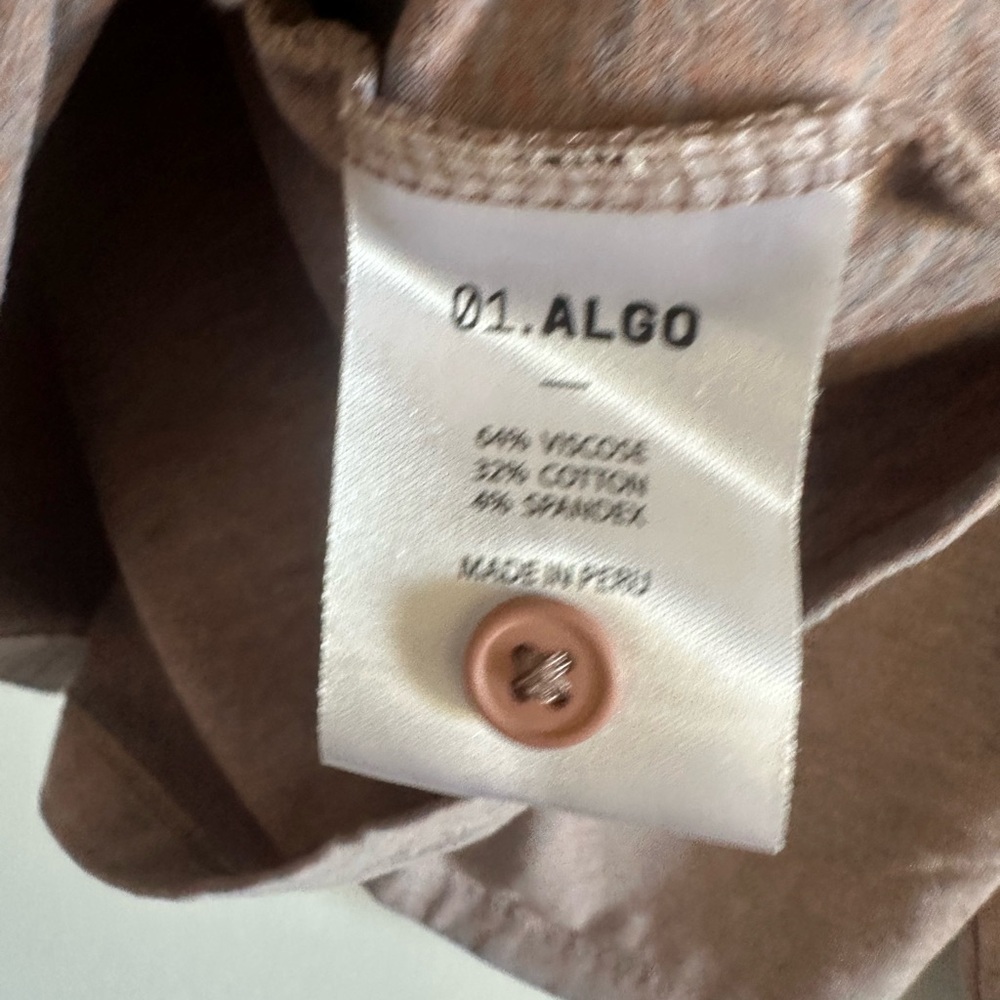 01.ALGO
—
64% VISCOSE
32% COTTON
4% SPANDEX
MADE IN PERU